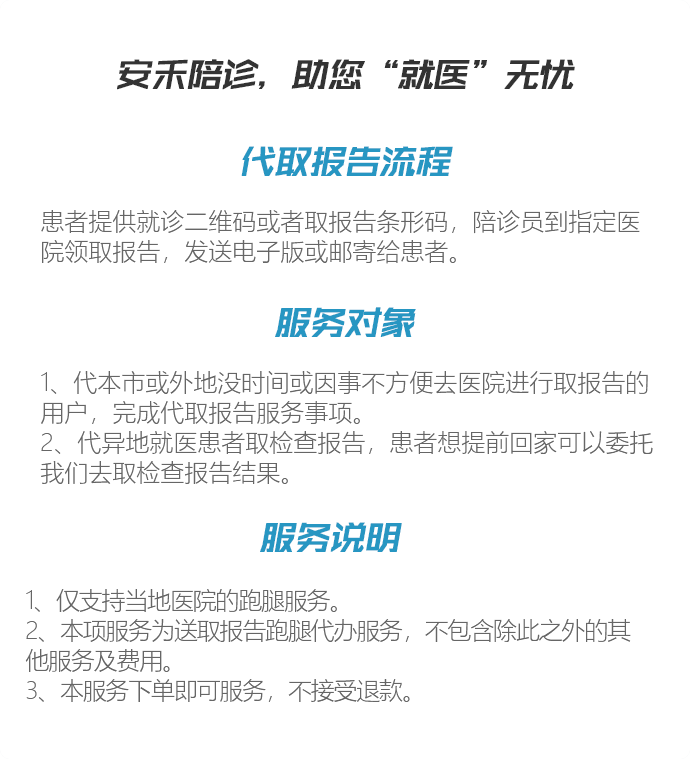 安禾陪诊，助您“就医”无忧
代取报告流程
患者提供就诊二维码或者取报告条形码，陪诊员到指定医
院领取报告，发送电子版或邮寄给患者。
服务对象
1、代本市或外地没时间或因事不方便去医院进行取报告的
用户，完成代取报告服务事项。
2、代异地就医患者取检查报告，患者想提前回家可以委托
我们去取检查报告结果。
服务说明
1、仅支持当地医院的跑腿服务。
2、本项服务为送取报告跑腿代办服务，不包含除此之外的其
他服务及费用。
3、本服务下单即可服务，不接受退款。